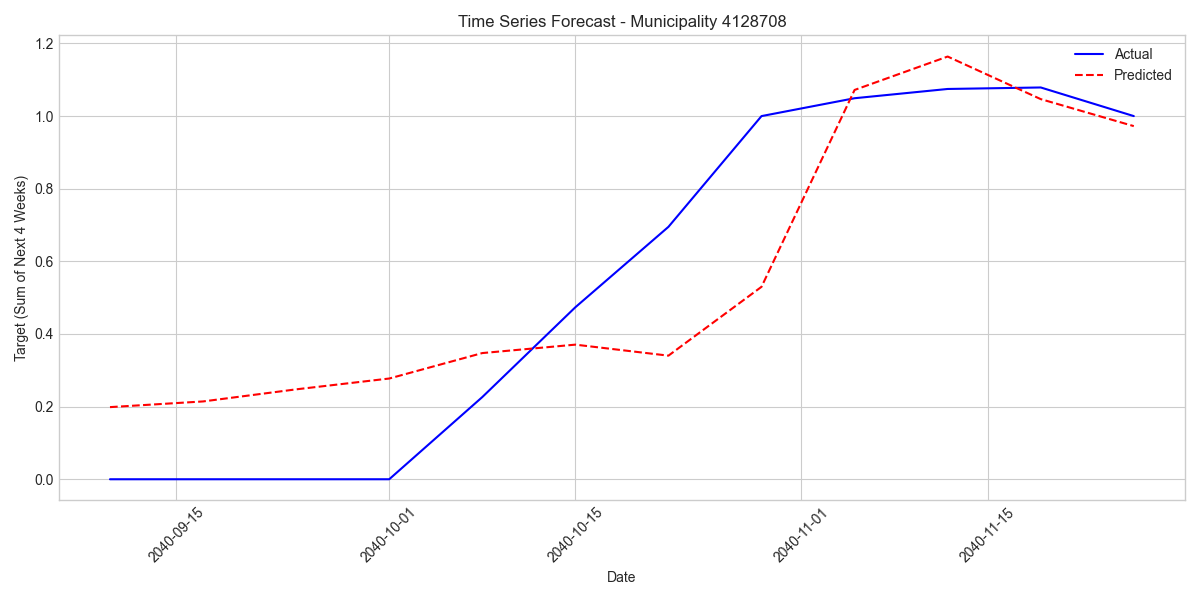 Time Series Forecast - Municipality 4128708
Actual
Predicted
Target (Sum of Next 4 Weeks)
1.2
1.0
0.8
0.6
0.4
0.2
0.0
2040-09-15
2040-10-01
2040-10-15
2040-11-01
2040-11-15
Date